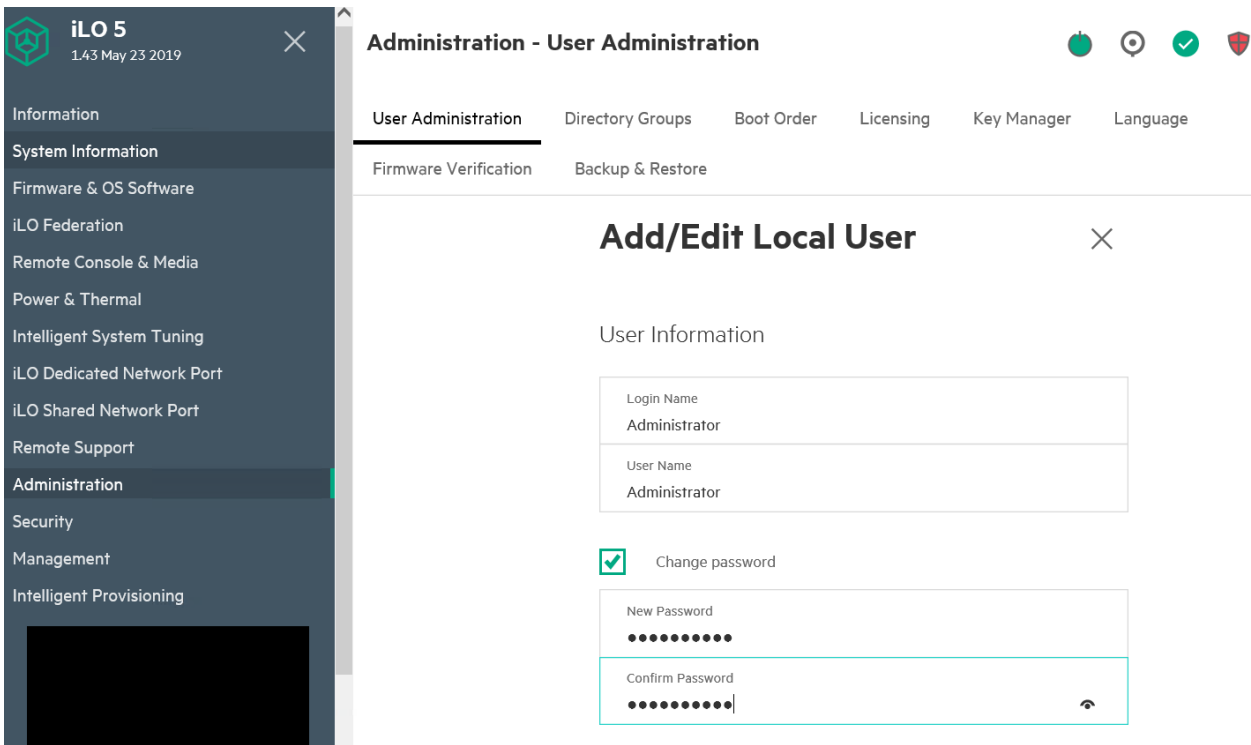 iLO 5
1.43 May 23 2019
Information
System Information
Firmware & OS Software
iLO Federation
Remote Console & Media
Power & Thermal
Intelligent System Tuning
iLO Dedicated Network Port
iLO Shared Network Port
Remote Support
Administration
Security
Management
Intelligent Provisioning
Administration - User Administration
User Administration Directory Groups Boot Order Licensing Key Manager Language
Firmware Verification Backup & Restore
Add/Edit Local User
User Information
Login Name
Administrator
User Name
Administrator
Change password
New Password
●●●●●●●●●●
Confirm Password
●●●●●●●●●●